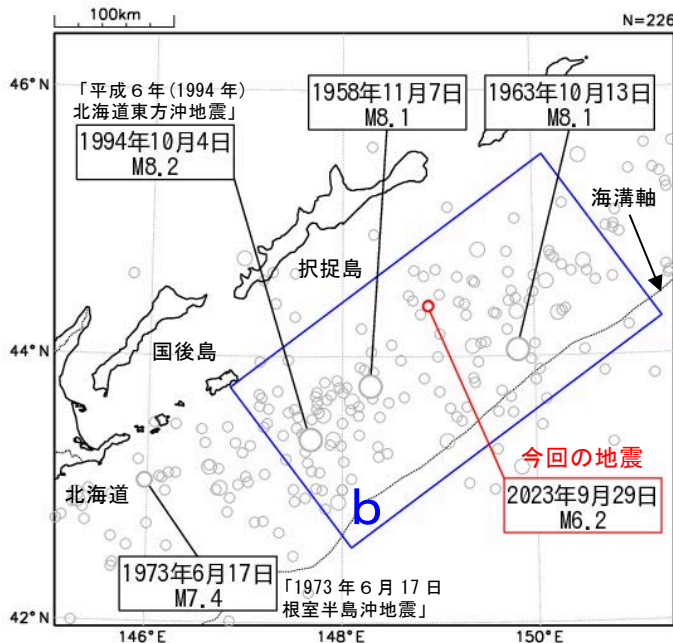 100km
N=226
46°
「平成６年(1994 年)
北海道東方沖地震」
1994年10月4日
M8.2
1958年11月7日
M8.1
1963年10月13日
M8.1
海溝軸
択捉島
44°
国後島
北海道
今回の地震
2023年9月29日
M6.2
b
1973年6月17日
M7.4
「1973 年６月 17 日
根室半島沖地震」
42°
146°E
148°
150°E